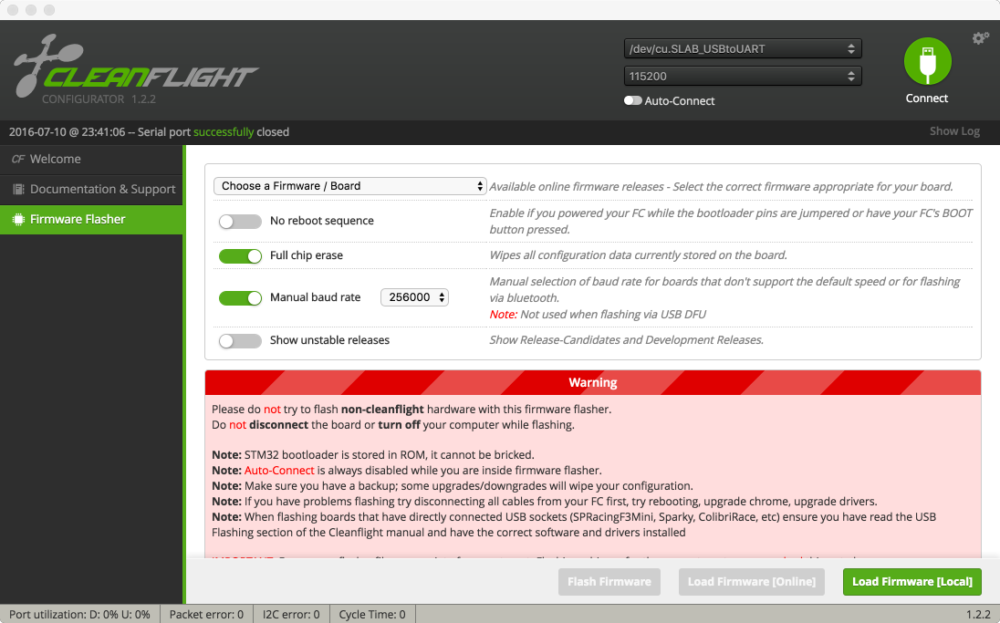 CLEANFLIGHT
CONFIGURATOR 1.2.2
/dev/cu.SLAB_USBtoUART
115200
Auto-Connect
Connect
2016-07-10 @ 23:41:06 -- Serial port successfully closed
Show Log
CF Welcome
Documentation & Support
Firmware Flasher
Choose a Firmware / Board
Available online firmware releases - Select the correct firmware appropriate for your board.
No reboot sequence
Enable if you powered your FC while the bootloader pins are jumpered or have your FC's BOOT
button pressed.
Full chip erase
Wipes all configuration data currently stored on the board.
Manual baud rate
256000
Manual selection of baud rate for boards that don't support the default speed or for flashing
via bluetooth.
Note: Not used when flashing via USB DFU
Show unstable releases
Show Release-Candidates and Development Releases.
Warning
Please do not try to flash non-cleanflight hardware with this firmware flasher.
Do not disconnect the board or turn off your computer while flashing.
Note: STM32 bootloader is stored in ROM, it cannot be bricked.
Note: Auto-Connect is always disabled while you are inside firmware flasher.
Note: Make sure you have a backup; some upgrades/downgrades will wipe your configuration.
Note: If you have problems flashing try disconnecting all cables from your FC first, try rebooting, upgrade chrome, upgrade drivers.
Note: When flashing boards that have directly connected USB sockets (SPRacingF3Mini, Sparky, ColibriRace, etc) ensure you have read the USB
Flashing section of the Cleanflight manual and have the correct software and drivers installed
Flash Firmware
Load Firmware [Online]
Load Firmware [Local]
Port utilization: D: 0% U: 0%
Packet error: 0
I2C error: 0
Cycle Time: 0
1.2.2